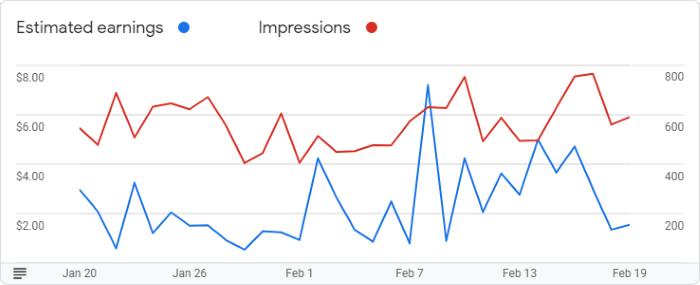 Estimated earnings Impressions
$8.00 800
$6.00 600
$4.00 400
$2.00 200
Jan 20 Jan 26 Feb 1 Feb 7 Feb 13 Feb 19